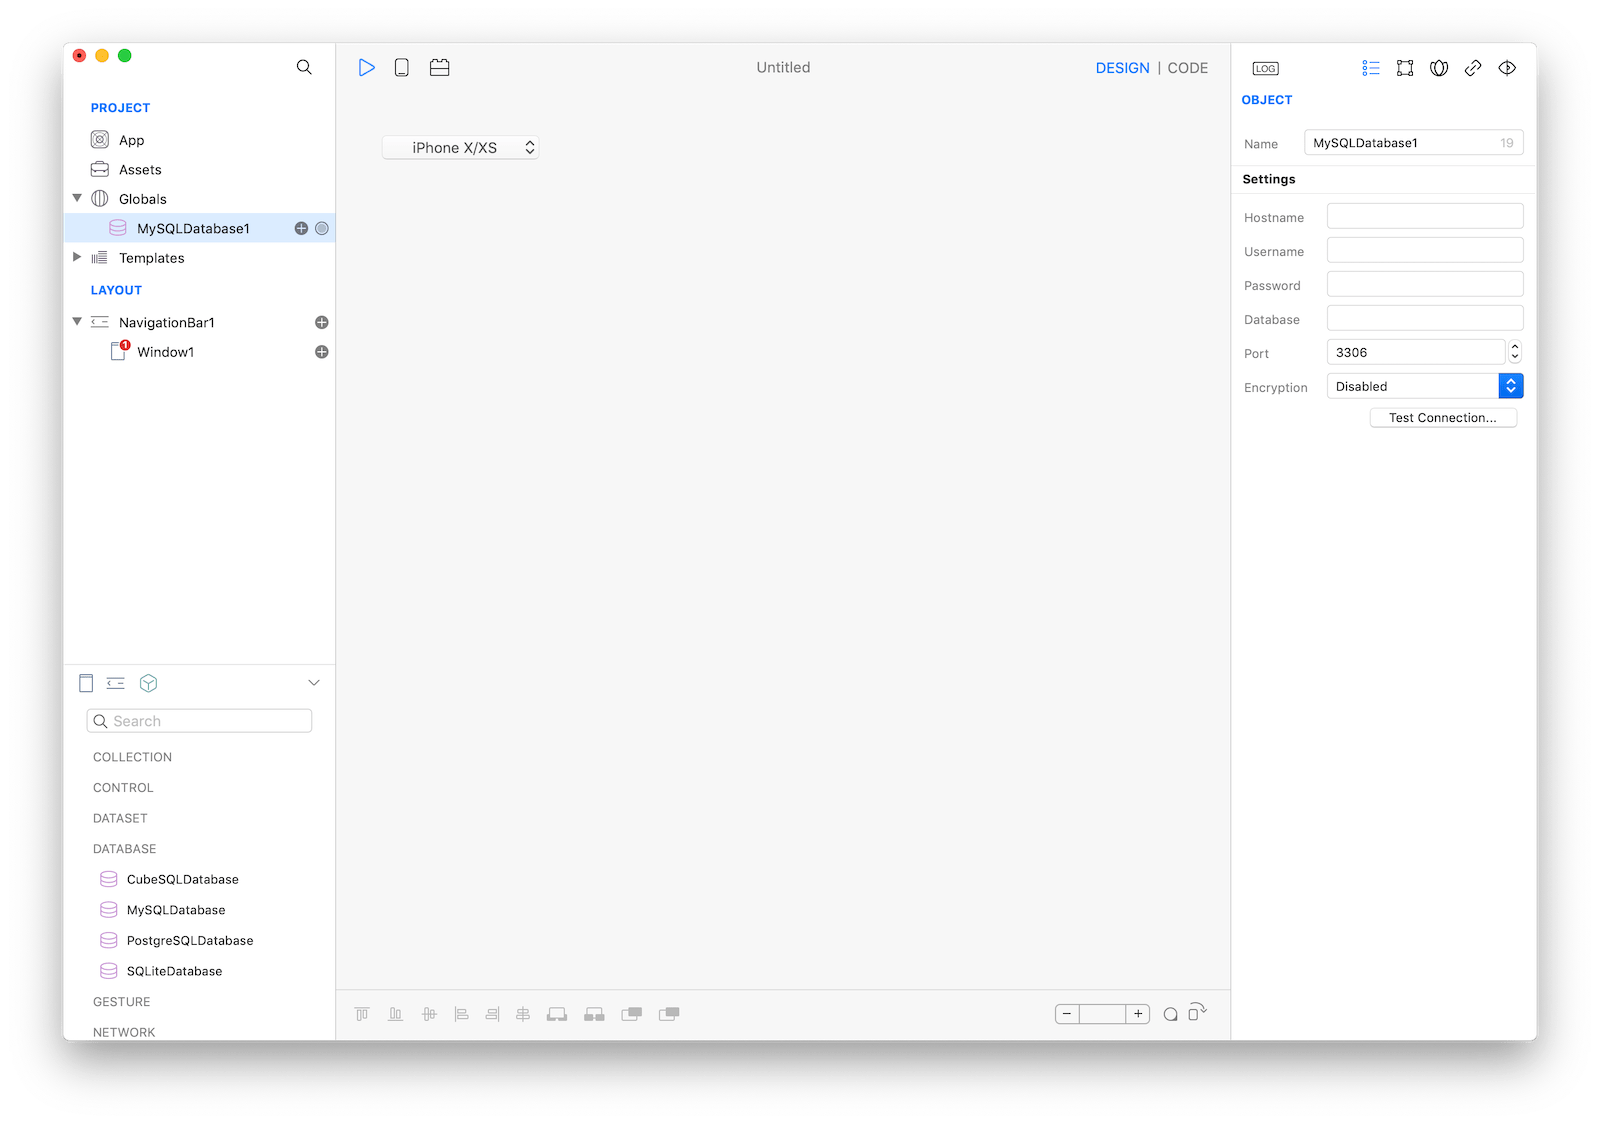 Untitled
DESIGN | CODE
LOG
PROJECT
App
Assets
Globals
MySQLDatabase1
Templates
LAYOUT
NavigationBar1
1
Window1
Search
COLLECTION
CONTROL
DATASET
DATABASE
CubeSQLDatabase
MySQLDatabase
PostgreSQLDatabase
SQLiteDatabase
GESTURE
NETWORK
iPhone X/XS
OBJECT
Name MySQLDatabase1 19
Settings
Hostname
Username
Password
Database
Port 3306
Encryption Disabled
Test Connection...